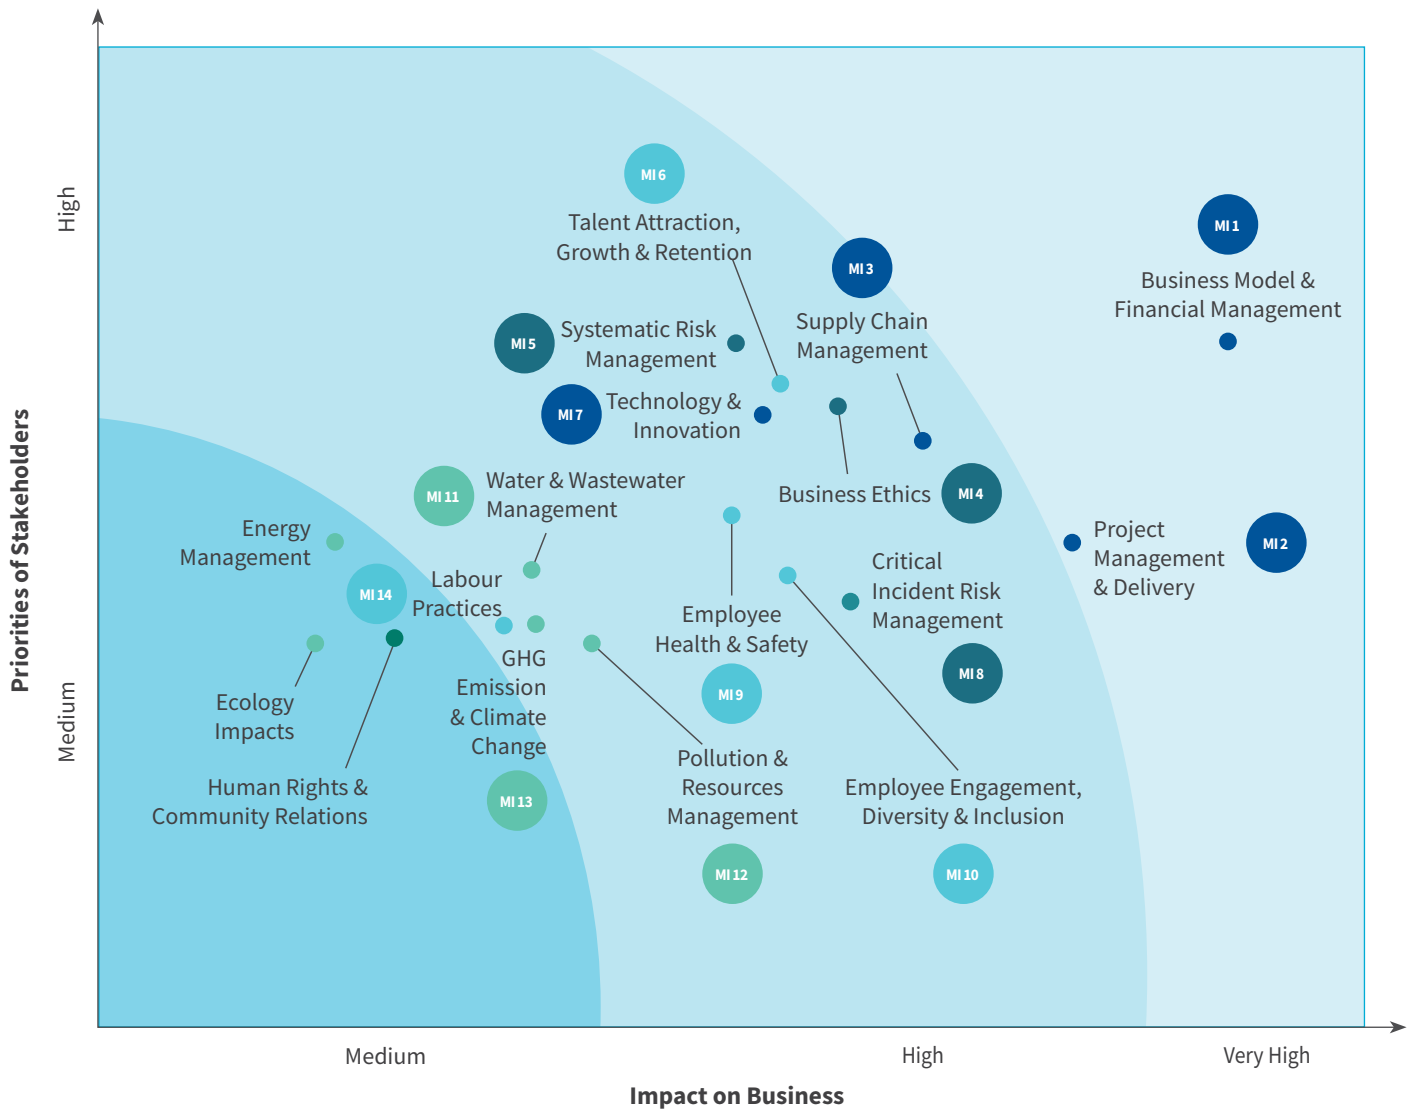 High
Medium
Priorities of Stakeholders
MI 6
Talent Attraction,
Growth & Retention
MI 1
Business Model &
Financial Management
MI 3
Supply Chain
Management
MI 5
Systematic Risk
Management
MI 7
Technology &
Innovation
MI 11
Water & Wastewater
Management
Business Ethics
MI 4
Energy
Management
Project
Management
& Delivery
MI 2
MI 14
Labour
Practices
Critical
Incident Risk
Management
MI 8
Employee
Health & Safety
MI 9
GHG
Emission
& Climate
Change
MI 13
Ecology
Impacts
Human Rights &
Community Relations
Pollution &
Resources
Management
MI 12
Employee Engagement,
Diversity & Inclusion
MI 10
Medium
High
Very High
Impact on Business